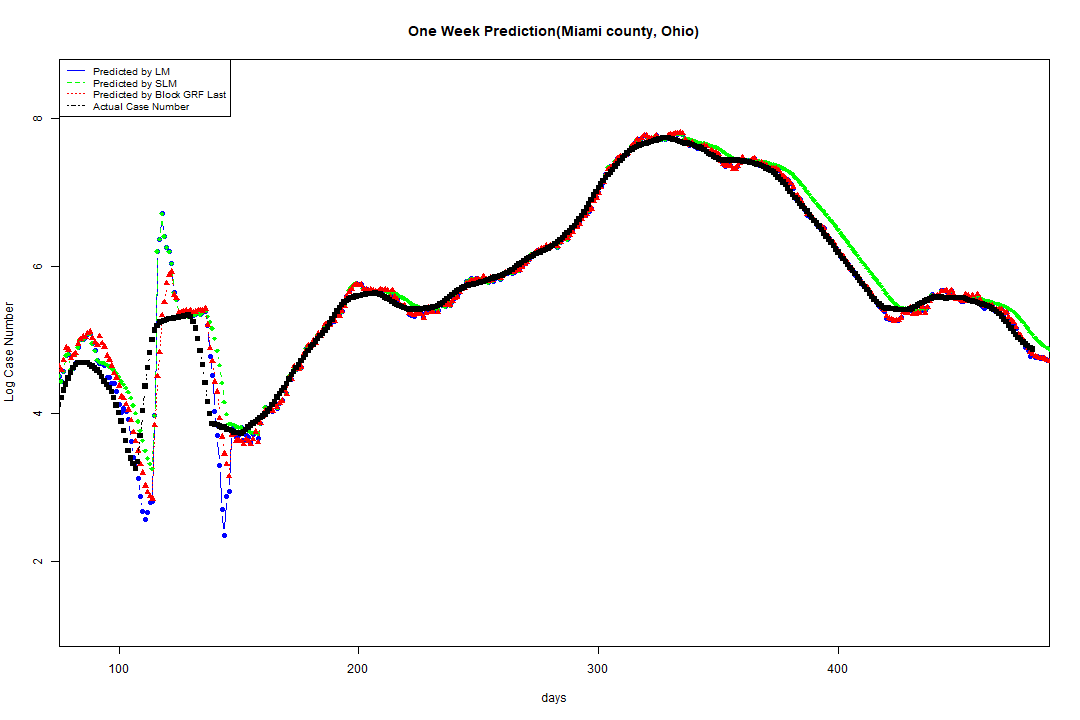 One Week Prediction(Miami county, Ohio)
Predicted by LM
Predicted by SLM
Predicted by Block GRF Last
Actual Case Number
8
6
4
2
Log Case Number
100 200 300 400
days